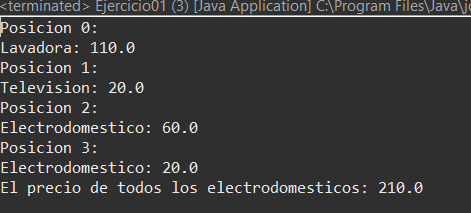 <terminated> Ejercicio01 (3) [Java Application] C:\Program Files\Java\j
Posicion 0:
Lavadora: 110.0
Posicion 1:
Television: 20.0
Posicion 2:
Electrodomestico: 60.0
Posicion 3:
Electrodomestico: 20.0
El precio de todos los electrodomesticos: 210.0